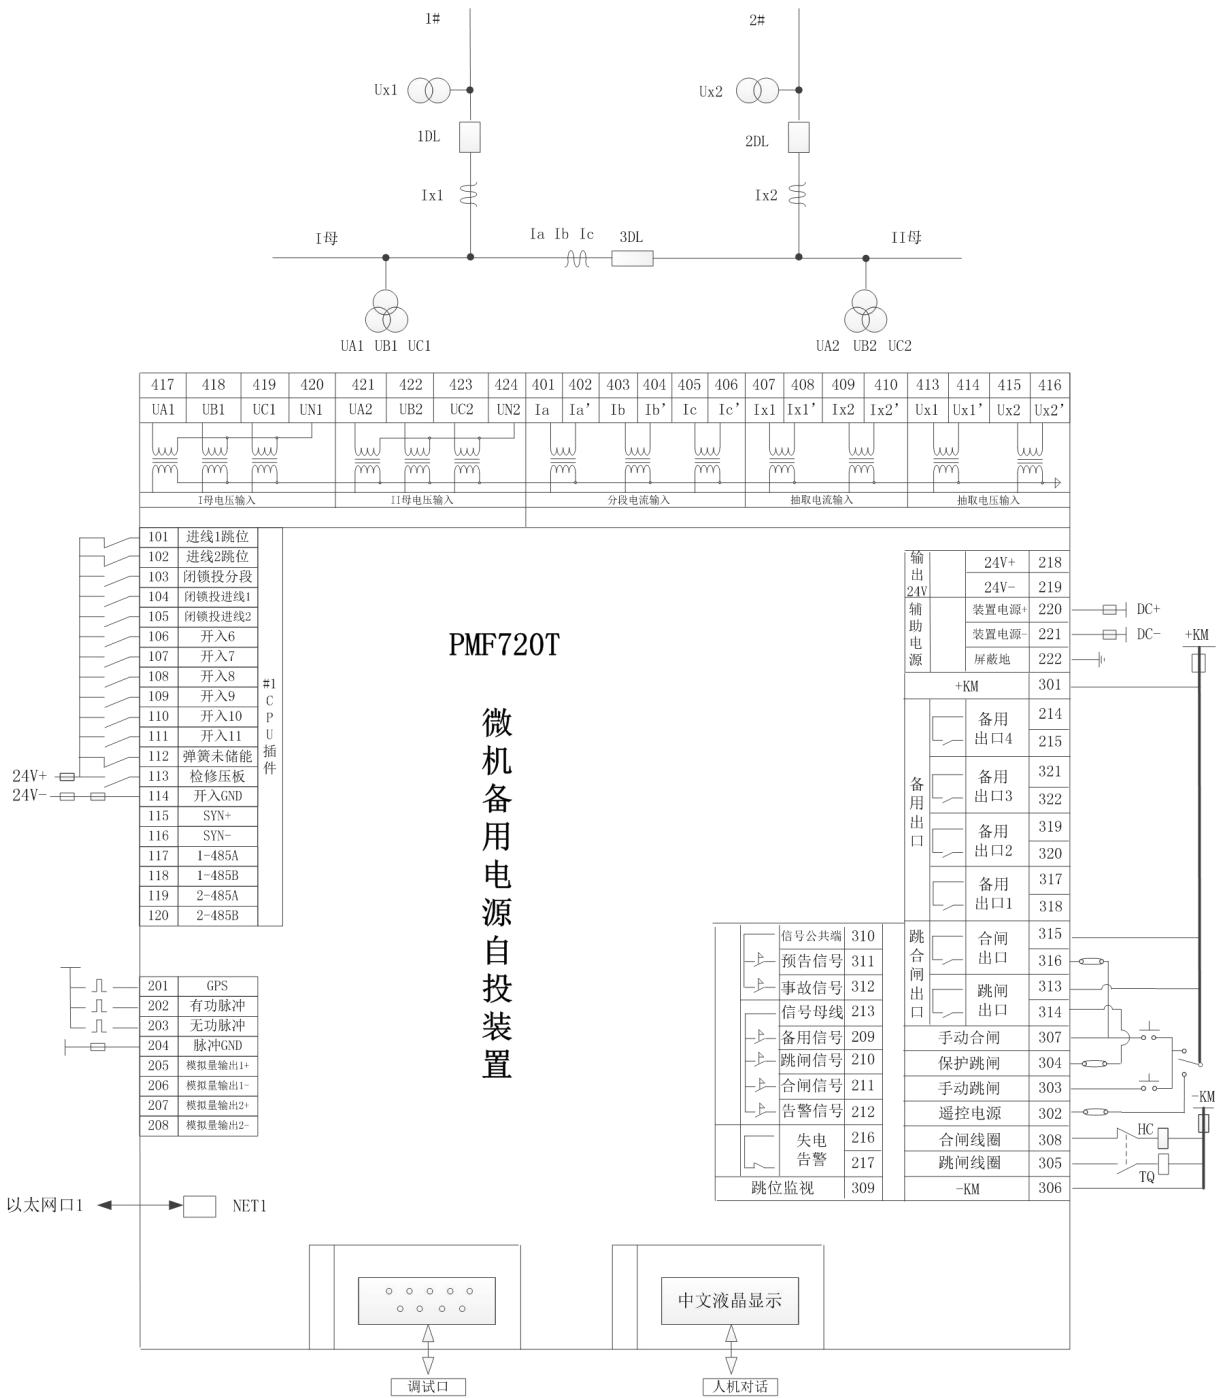 1#
2#
Ux1
Ux2
1DL
2DL
Ix1
Ix2
I母
Ia Ib Ic
3DL
II母
UA1 UB1 UC1
UA2 UB2 UC2
417 418 419 420 421 422 423 424 401 402 403 404 405 406 407 408 409 410 413 414 415 416
UA1 UB1 UC1 UN1 UA2 UB2 UC2 UN2 Ia Ia' Ib Ib' Ic Ic' Ix1 Ix1' Ix2 Ix2' Ux1 Ux1' Ux2 Ux2'
I母电压输入 II母电压输入 分段电流输入 抽取电流输入 抽取电压输入
101 进线1跳位
102 进线2跳位
103 闭锁投分段
104 闭锁投进线1
105 闭锁投进线2
106 开入6
107 开入7
108 开入8
109 开入9
110 开入10
111 开入11
112 弹簧未储能
113 检修压板
114 开入GND
115 SYN+
116 SYN-
117 1-485A
118 1-485B
119 2-485A
120 2-485B
#1
CPU插件
24V+
24V-
201 GPS
202 有功脉冲
203 无功脉冲
204 脉冲GND
205 模拟量输出1+
206 模拟量输出1-
207 模拟量输出2+
208 模拟量输出2-
以太网口1
NET1
PMF720T
微机备用电源自投装置
输出24V
24V+ 218
24V- 219
辅助电源
装置电源+ 220 DC+
装置电源- 221 DC-
屏蔽地 222
+KM
+KM 301
备用出口
备用出口4 214
215
备用出口3 321
322
备用出口2 319
320
备用出口1 317
318
跳合闸出口
合闸出口 315
316
跳闸出口 313
314
手动合闸 307
保护跳闸 304
手动跳闸 303
遥控电源 302
合闸线圈 308
跳闸线圈 305
-KM 306
-KM
HC
TQ
信号公共端 310
预告信号 311
事故信号 312
信号母线 213
备用信号 209
跳闸信号 210
合闸信号 211
告警信号 212
失电告警 216
217
跳位监视 309
中文液晶显示
调试口
人机对话